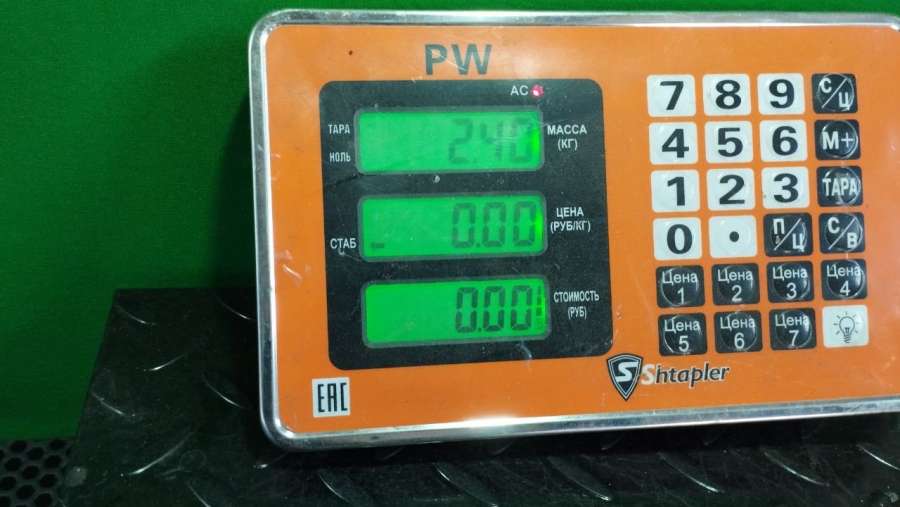 PW
AC
ТАРА
НОЛЬ
2.40
МАССА
(КГ)
СТАБ
0.00
ЦЕНА
(РУБ/КГ)
0.00
СТОИМОСТЬ
(РУБ)
7 8 9 С/Ц
4 5 6 М+
1 2 3 ТАРА
0 . П/Ц С/В
Цена 1 Цена 2 Цена 3 Цена 4
Цена 5 Цена 6 Цена 7
S Shtapler
EAC